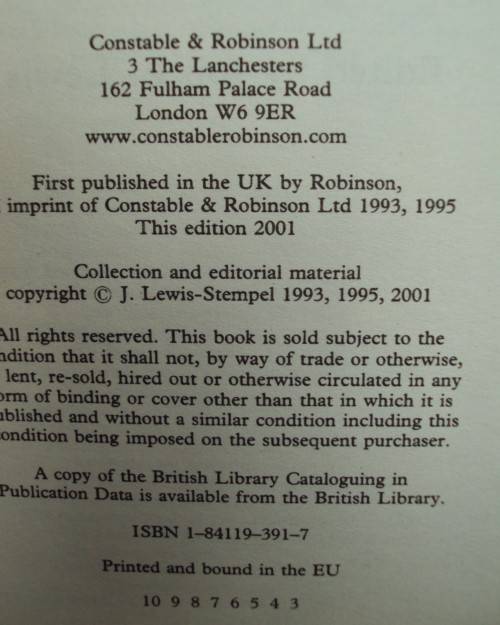 Constable & Robinson Ltd
3 The Lanchesters
162 Fulham Palace Road
London W6 9ER
www.constablerobinson.com
First published in the UK by Robinson,
imprint of Constable & Robinson Ltd 1993, 1995
This edition 2001
Collection and editorial material
copyright © J. Lewis-Stempel 1993, 1995, 2001
All rights reserved. This book is sold subject to the
ndition that it shall not, by way of trade or otherwise,
lent, re-sold, hired out or otherwise circulated in any
orm of binding or cover other than that in which it is
ublished and without a similar condition including this
ondition being imposed on the subsequent purchaser.
A copy of the British Library Cataloguing in
Publication Data is available from the British Library.
ISBN 1–84119–391–7
Printed and bound in the EU
10 9 8 7 6 5 4 3